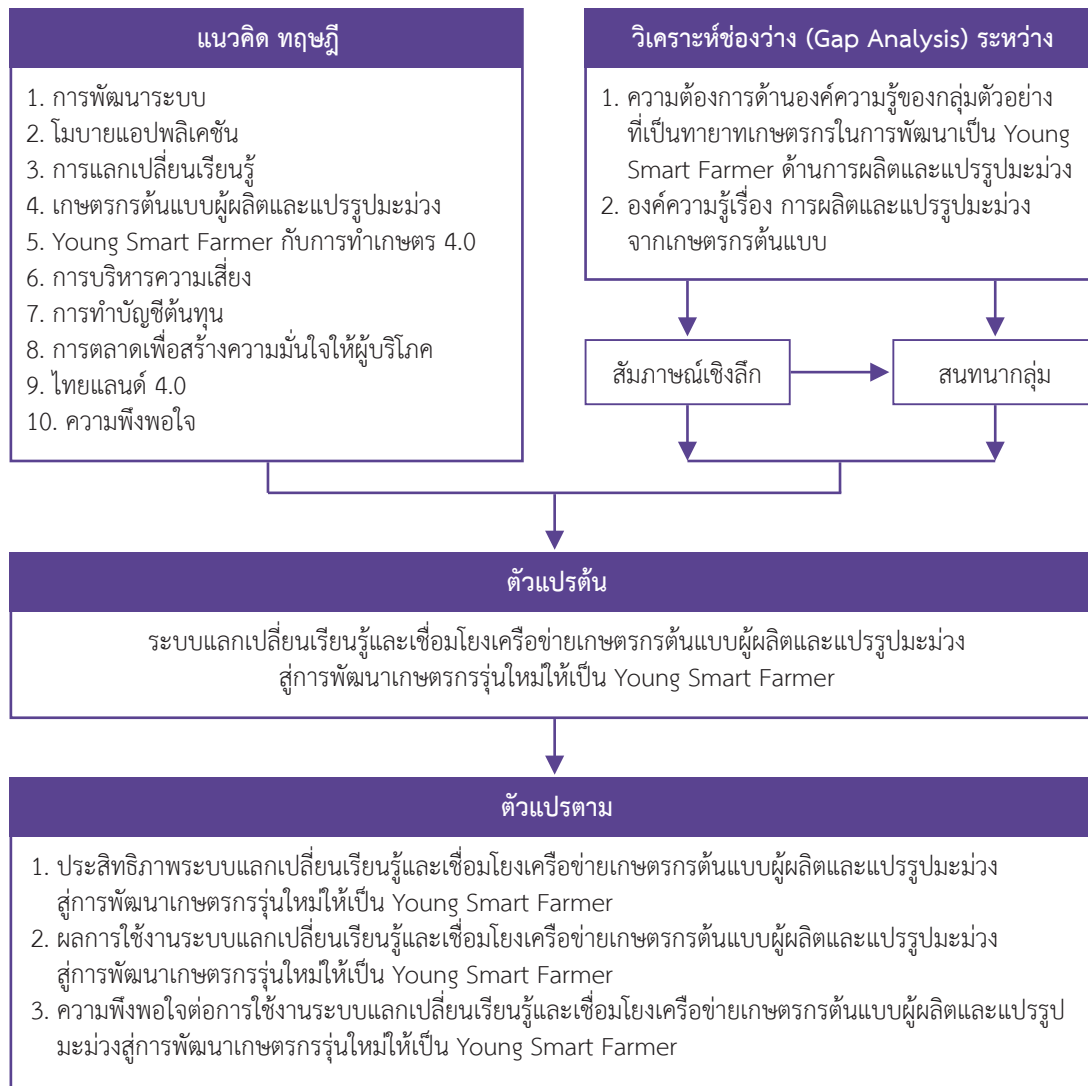 แนวคิด ทฤษฎี
1. การพัฒนาระบบ
2. โมบายแอปพลิเคชัน
3. การแลกเปลี่ยนเรียนรู้
4. เกษตรกรต้นแบบผู้ผลิตและแปรรูปมะม่วง
5. Young Smart Farmer กับการทำเกษตร 4.0
6. การบริหารความเสี่ยง
7. การทำบัญชีต้นทุน
8. การตลาดเพื่อสร้างความมั่นใจให้ผู้บริโภค
9. ไทยแลนด์ 4.0
10. ความพึงพอใจ
วิเคราะห์ช่องว่าง (Gap Analysis) ระหว่าง
1. ความต้องการด้านองค์ความรู้ของกลุ่มตัวอย่าง
ที่เป็นทายาทเกษตรกรในการพัฒนาเป็น Young
Smart Farmer ด้านการผลิตและแปรรูปมะม่วง
2. องค์ความรู้เรื่อง การผลิตและแปรรูปมะม่วง
จากเกษตรกรต้นแบบ
สัมภาษณ์เชิงลึก
สนทนากลุ่ม
ตัวแปรต้น
ระบบแลกเปลี่ยนเรียนรู้และเชื่อมโยงเครือข่ายเกษตรกรต้นแบบผู้ผลิตและแปรรูปมะม่วง
สู่การพัฒนาเกษตรกรรุ่นใหม่ให้เป็น Young Smart Farmer
ตัวแปรตาม
1. ประสิทธิภาพระบบแลกเปลี่ยนเรียนรู้และเชื่อมโยงเครือข่ายเกษตรกรต้นแบบผู้ผลิตและแปรรูปมะม่วง
สู่การพัฒนาเกษตรกรรุ่นใหม่ให้เป็น Young Smart Farmer
2. ผลการใช้งานระบบแลกเปลี่ยนเรียนรู้และเชื่อมโยงเครือข่ายเกษตรกรต้นแบบผู้ผลิตและแปรรูปมะม่วง
สู่การพัฒนาเกษตรกรรุ่นใหม่ให้เป็น Young Smart Farmer
3. ความพึงพอใจต่อการใช้งานระบบแลกเปลี่ยนเรียนรู้และเชื่อมโยงเครือข่ายเกษตรกรต้นแบบผู้ผลิตและแปรรูป
มะม่วงสู่การพัฒนาเกษตรกรรุ่นใหม่ให้เป็น Young Smart Farmer